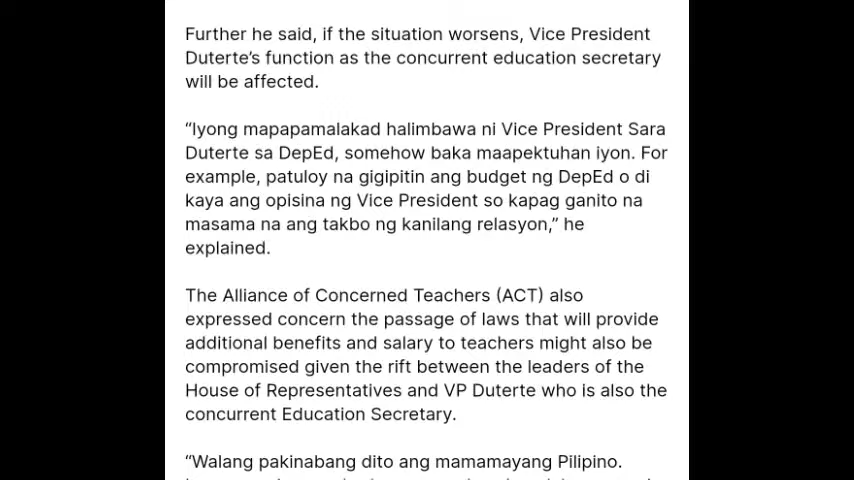 Further he said, if the situation worsens, Vice President
Duterte’s function as the concurrent education secretary
will be affected.
“Iyong mapapamalakad halimbawa ni Vice President Sara
Duterte sa DepEd, somehow baka maapektuhan iyon. For
example, patuloy na gigipitin ang budget ng DepEd o di
kaya ang opisina ng Vice President so kapag ganito na
masama na ang takbo ng kanilang relasyon,” he
explained.
The Alliance of Concerned Teachers (ACT) also
expressed concern the passage of laws that will provide
additional benefits and salary to teachers might also be
compromised given the rift between the leaders of the
House of Representatives and VP Duterte who is also the
concurrent Education Secretary.
“Walang pakinabang dito ang mamamayang Pilipino.